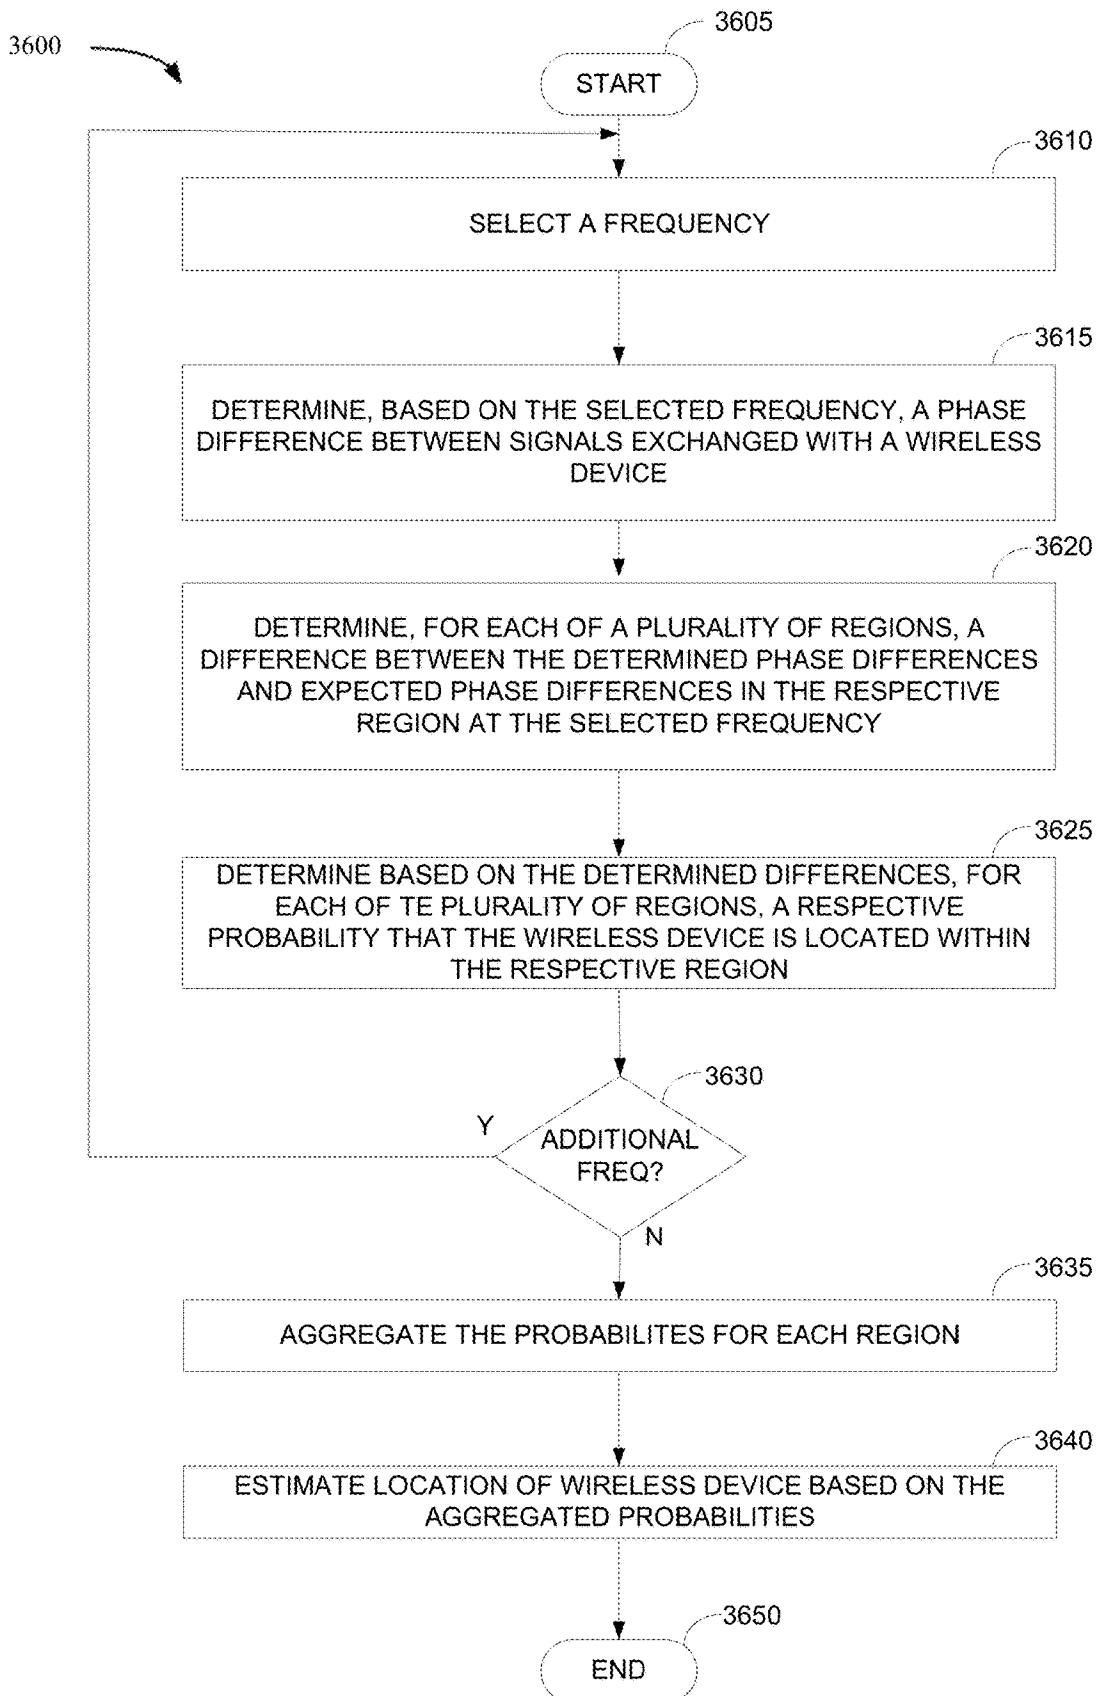 3600
3605
START
3610
SELECT A FREQUENCY
3615
DETERMINE, BASED ON THE SELECTED FREQUENCY, A PHASE
DIFFERENCE BETWEEN SIGNALS EXCHANGED WITH A WIRELESS
DEVICE
3620
DETERMINE, FOR EACH OF A PLURALITY OF REGIONS, A
DIFFERENCE BETWEEN THE DETERMINED PHASE DIFFERENCES
AND EXPECTED PHASE DIFFERENCES IN THE RESPECTIVE
REGION AT THE SELECTED FREQUENCY
3625
DETERMINE BASED ON THE DETERMINED DIFFERENCES, FOR
EACH OF TE PLURALITY OF REGIONS, A RESPECTIVE
PROBABILITY THAT THE WIRELESS DEVICE IS LOCATED WITHIN
THE RESPECTIVE REGION
3630
Y
ADDITIONAL
FREQ?
N
3635
AGGREGATE THE PROBABILITES FOR EACH REGION
3640
ESTIMATE LOCATION OF WIRELESS DEVICE BASED ON THE
AGGREGATED PROBABILITIES
3650
END